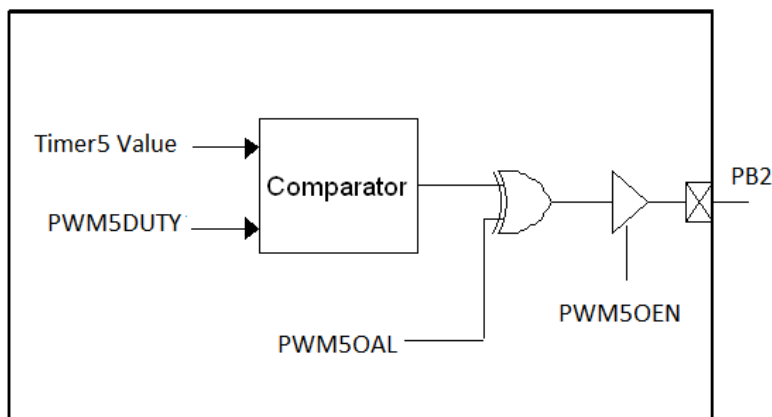 Timer5 Value
Comparator
PWM5DUTY
PB2
PWM5OEN
PWM5OAL